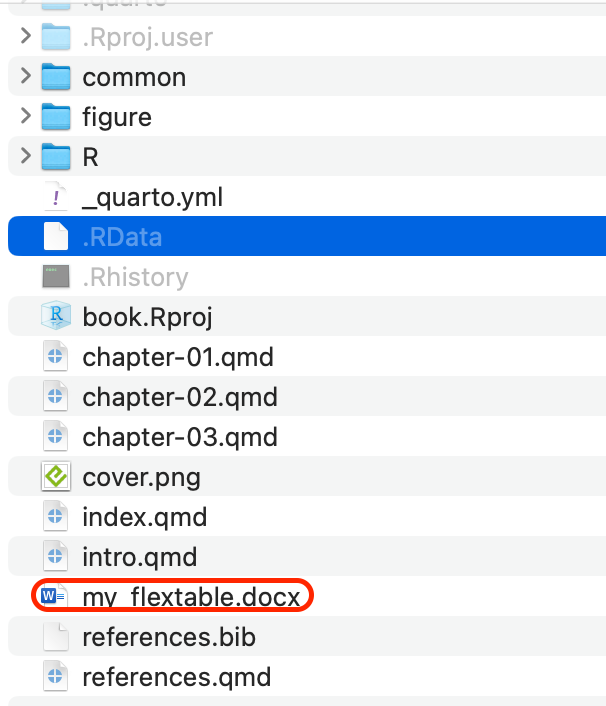 .quarto
.Rproj.user
common
figure
R
_quarto.yml
.RData
.Rhistory
book.Rproj
chapter-01.qmd
chapter-02.qmd
chapter-03.qmd
cover.png
index.qmd
intro.qmd
my_flextable.docx
references.bib
references.qmd